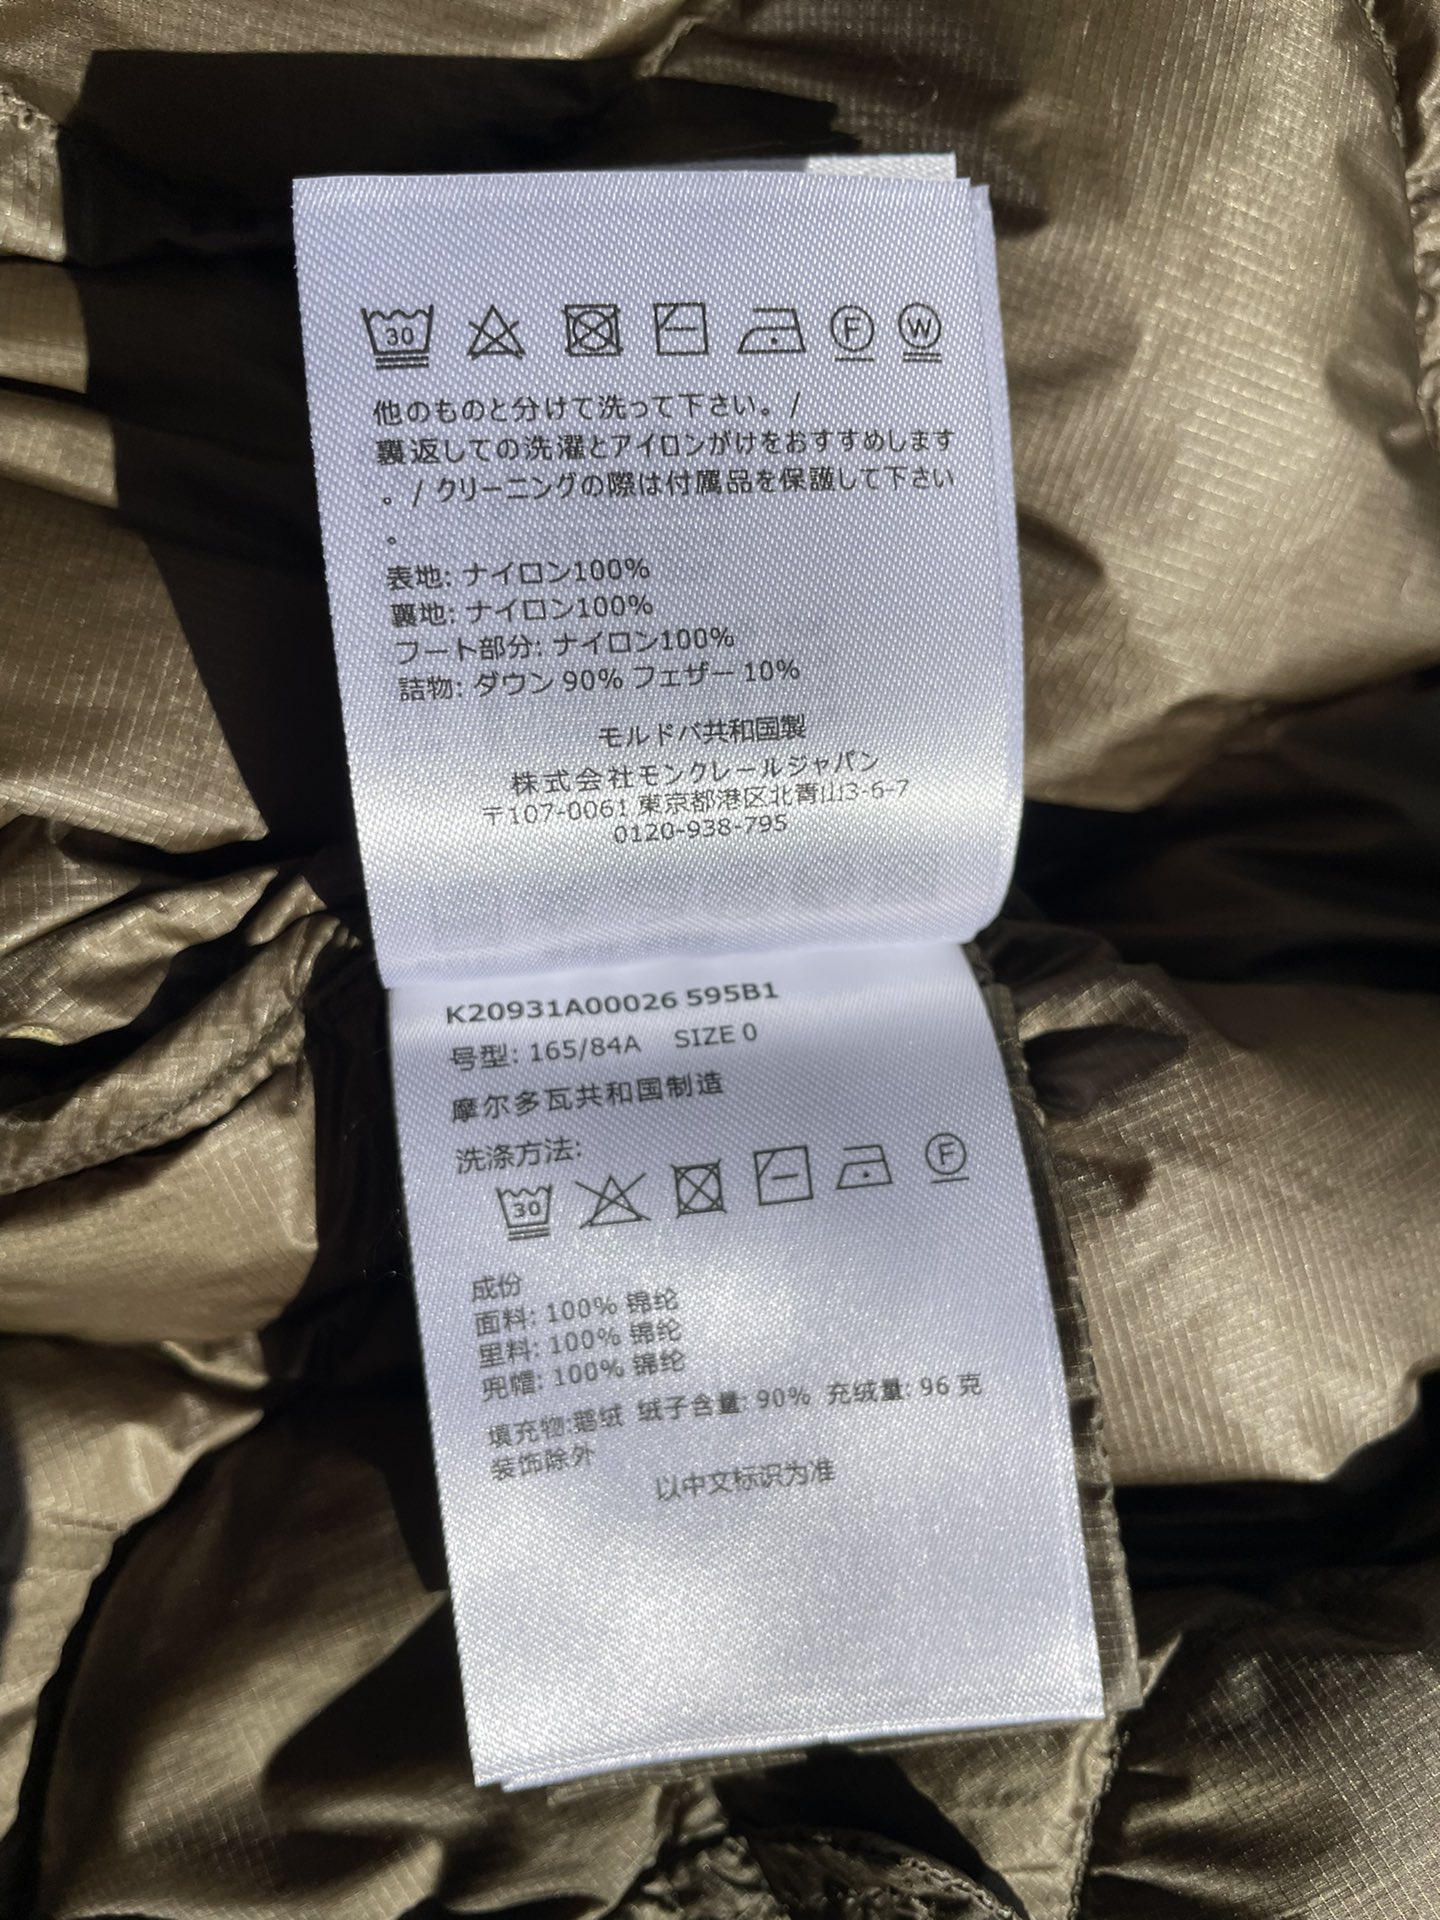 30
F
W
他のものと分けて洗って下さい。/
裏返しての洗濯とアイロンがけをおすすめします
。/ クリーニングの際は付属品を保護して下さい
。
表地: ナイロン100%
裏地: ナイロン100%
フート部分: ナイロン100%
詰物: ダウン 90% フェザー 10%
モルドバ共和国製
株式会社モンクレールジャパン
〒107-0061 東京都港区北青山3-6-7
0120-938-795
K20931A00026 595B1
号型: 165/84A SIZE 0
摩尔多瓦共和国制造
洗涤方法:
30
F
成份
面料: 100% 锦纶
里料: 100% 锦纶
兜帽: 100% 锦纶
填充物:鹅绒 绒子含量: 90% 充绒量: 96 克
装饰除外
以中文标识为准